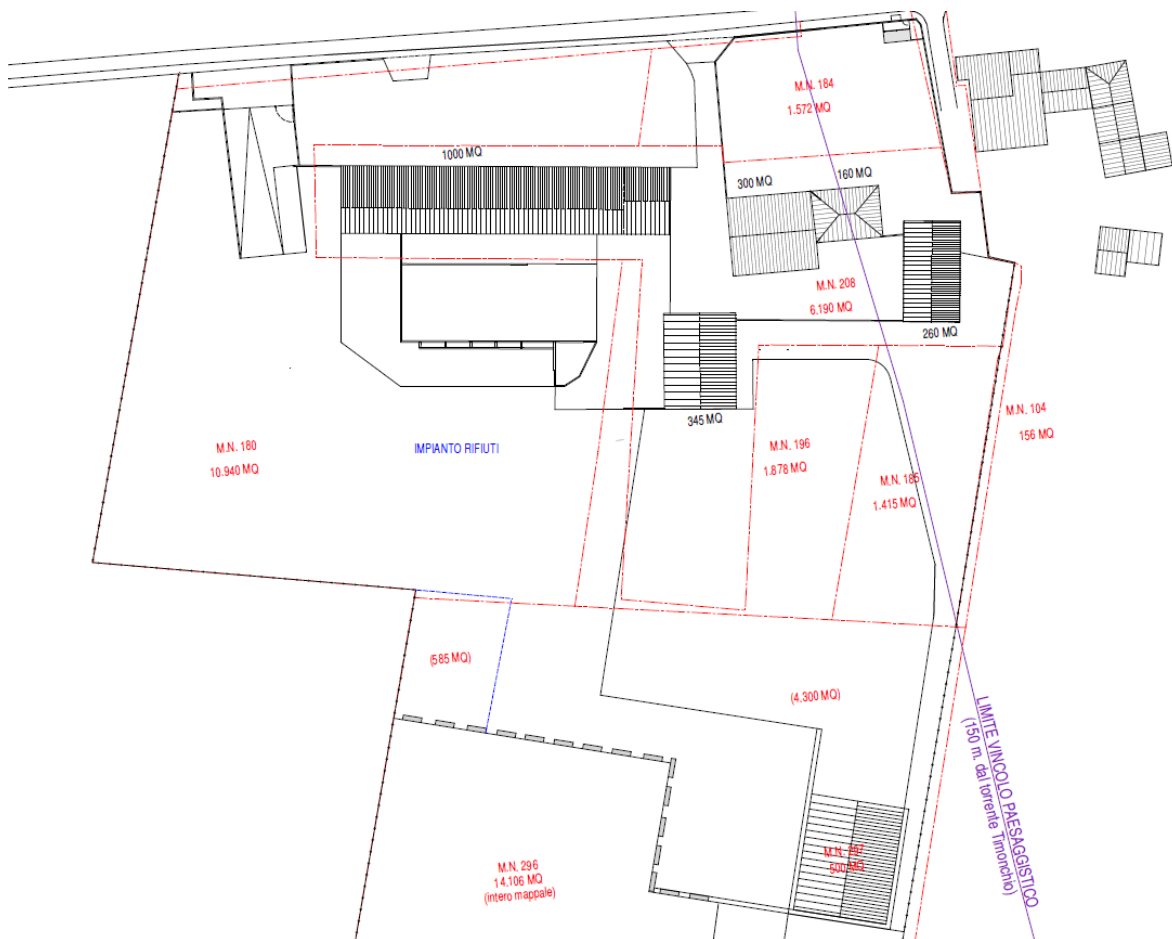 M.N. 184
1.572 MQ
1000 MQ
300 MQ
160 MQ
M.N. 208
6.190 MQ
260 MQ
345 MQ
M.N. 104
156 MQ
M.N. 180
10.940 MQ
IMPIANTO RIFIUTI
M.N. 196
1.878 MQ
M.N. 185
1.415 MQ
(585 MQ)
(4.300 MQ)
LIMITE VINCOLO PAESAGGISTICO
(150 m. dal torrente Timonchio)
M.N. 297
500 MQ
M.N. 296
14.106 MQ
(intero mappale)